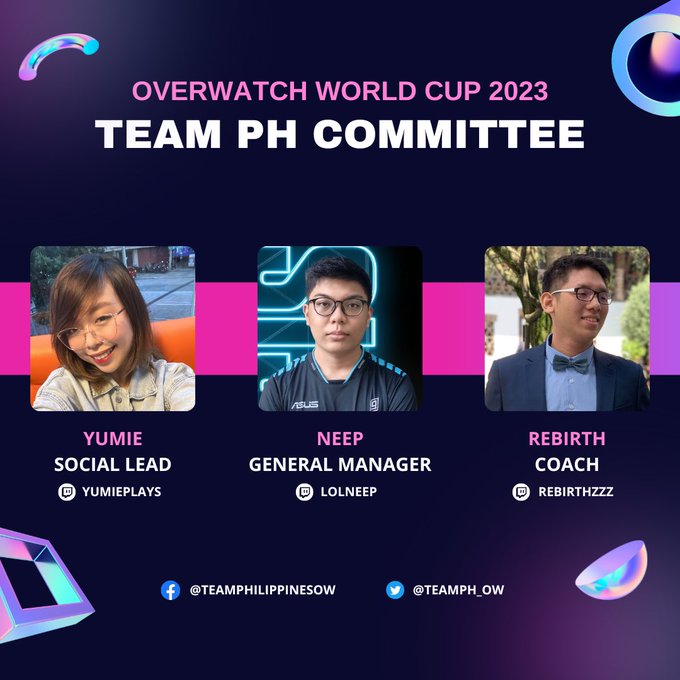 OVERWATCH WORLD CUP 2023
TEAM PH COMMITTEE
ASUS
YUMIE
SOCIAL LEAD
YUMIEPLAYS
NEEP
GENERAL MANAGER
LOLNEEP
REBIRTH
COACH
REBIRTHZZZ
@TEAMPHILIPPINESOW
@TEAMPH_OW